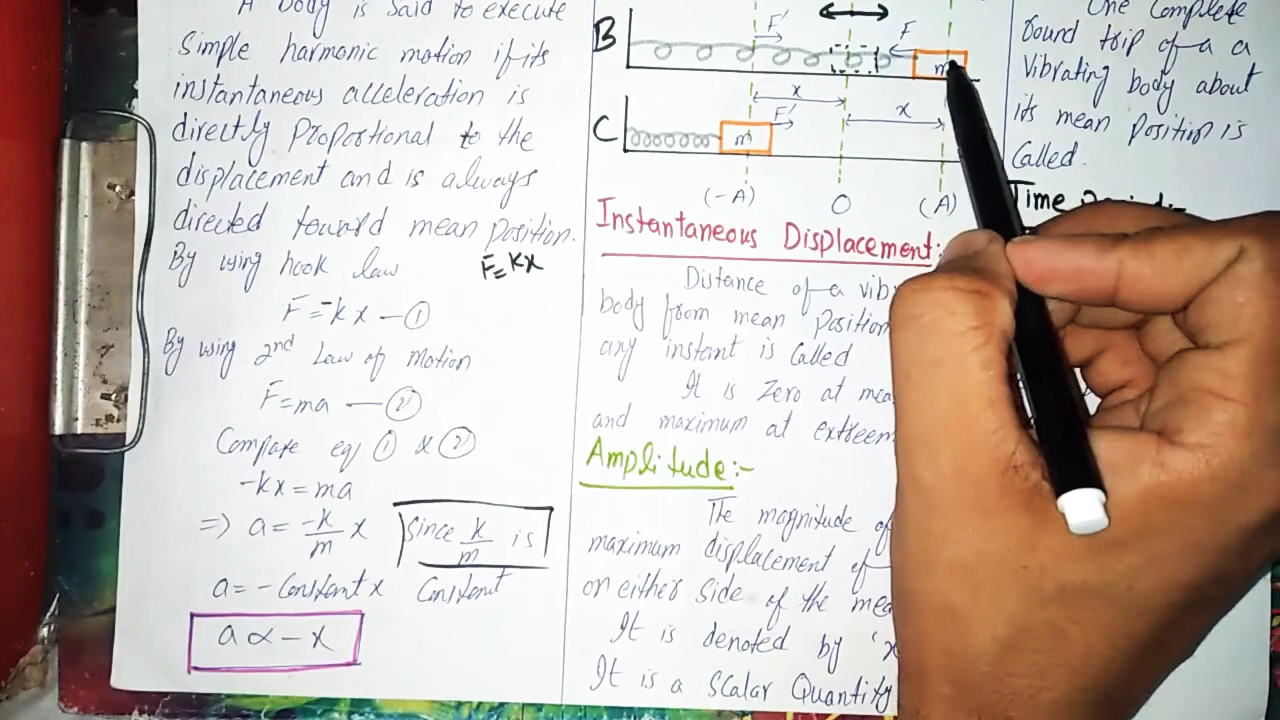 A body is said to execute
Simple harmonic motion if its
instantaneous acceleration is
directly proportional to the
displacement and is always
directed toward mean position.
By using hook law F=kx
F=-kx — ①
By using 2nd Law of motion
F=ma — ②
Compare eq ① & ②
-kx=ma
=> a=-k/m x
Since k/m is
Constant
a=-Constant x
a ∝ -x
B F' F m
x x
C m F'
(-A) O (A)
Instantaneous Displacement:
Distance of a vib
body from mean position
any instant is Called
It is zero at mea
and maximum at extreem
Amplitude:-
The magnitude of
maximum displacement of
on either side of the mea
It is denoted by 'x
It is a Scalar Quantity
One Complete
round trip of a a
vibrating body about
its mean position is
Called.
Time